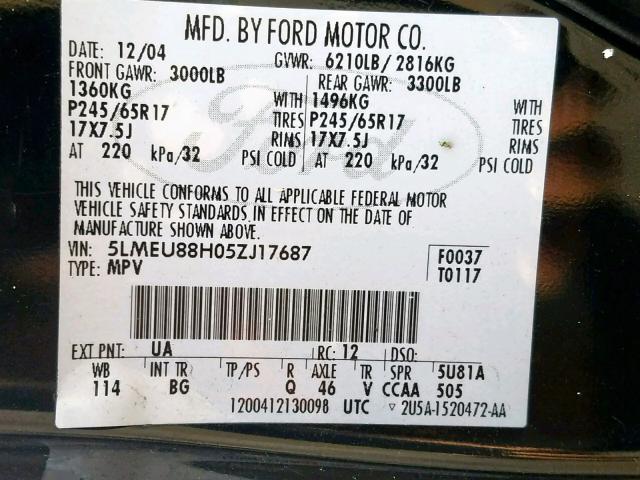 MFD. BY FORD MOTOR CO.
DATE: 12/04 GVWR: 6210LB/ 2816KG
FRONT GAWR: 3000LB REAR GAWR: 3300LB
1360KG WITH 1496KG WITH
P245/65R17 TIRES P245/65R17 TIRES
17X7.5J RIMS 17X7.5J RIMS
AT 220 kPa/32 PSI COLD AT 220 kPa/32 PSI COLD
Ford
THIS VEHICLE CONFORMS TO ALL APPLICABLE FEDERAL MOTOR
VEHICLE SAFETY STANDARDS IN EFFECT ON THE DATE OF
MANUFACTURE SHOWN ABOVE.
VIN: 5LMEU88H05ZJ17687 F0037
TYPE: MPV T0117
EXT PNT: UA RC: 12 DSO:
WB INT TR TP/PS R AXLE TR SPR 5U81A
114 BG Q 46 V CCAA 505
1200412130098 UTC ▽ 2U5A-1520472-AA